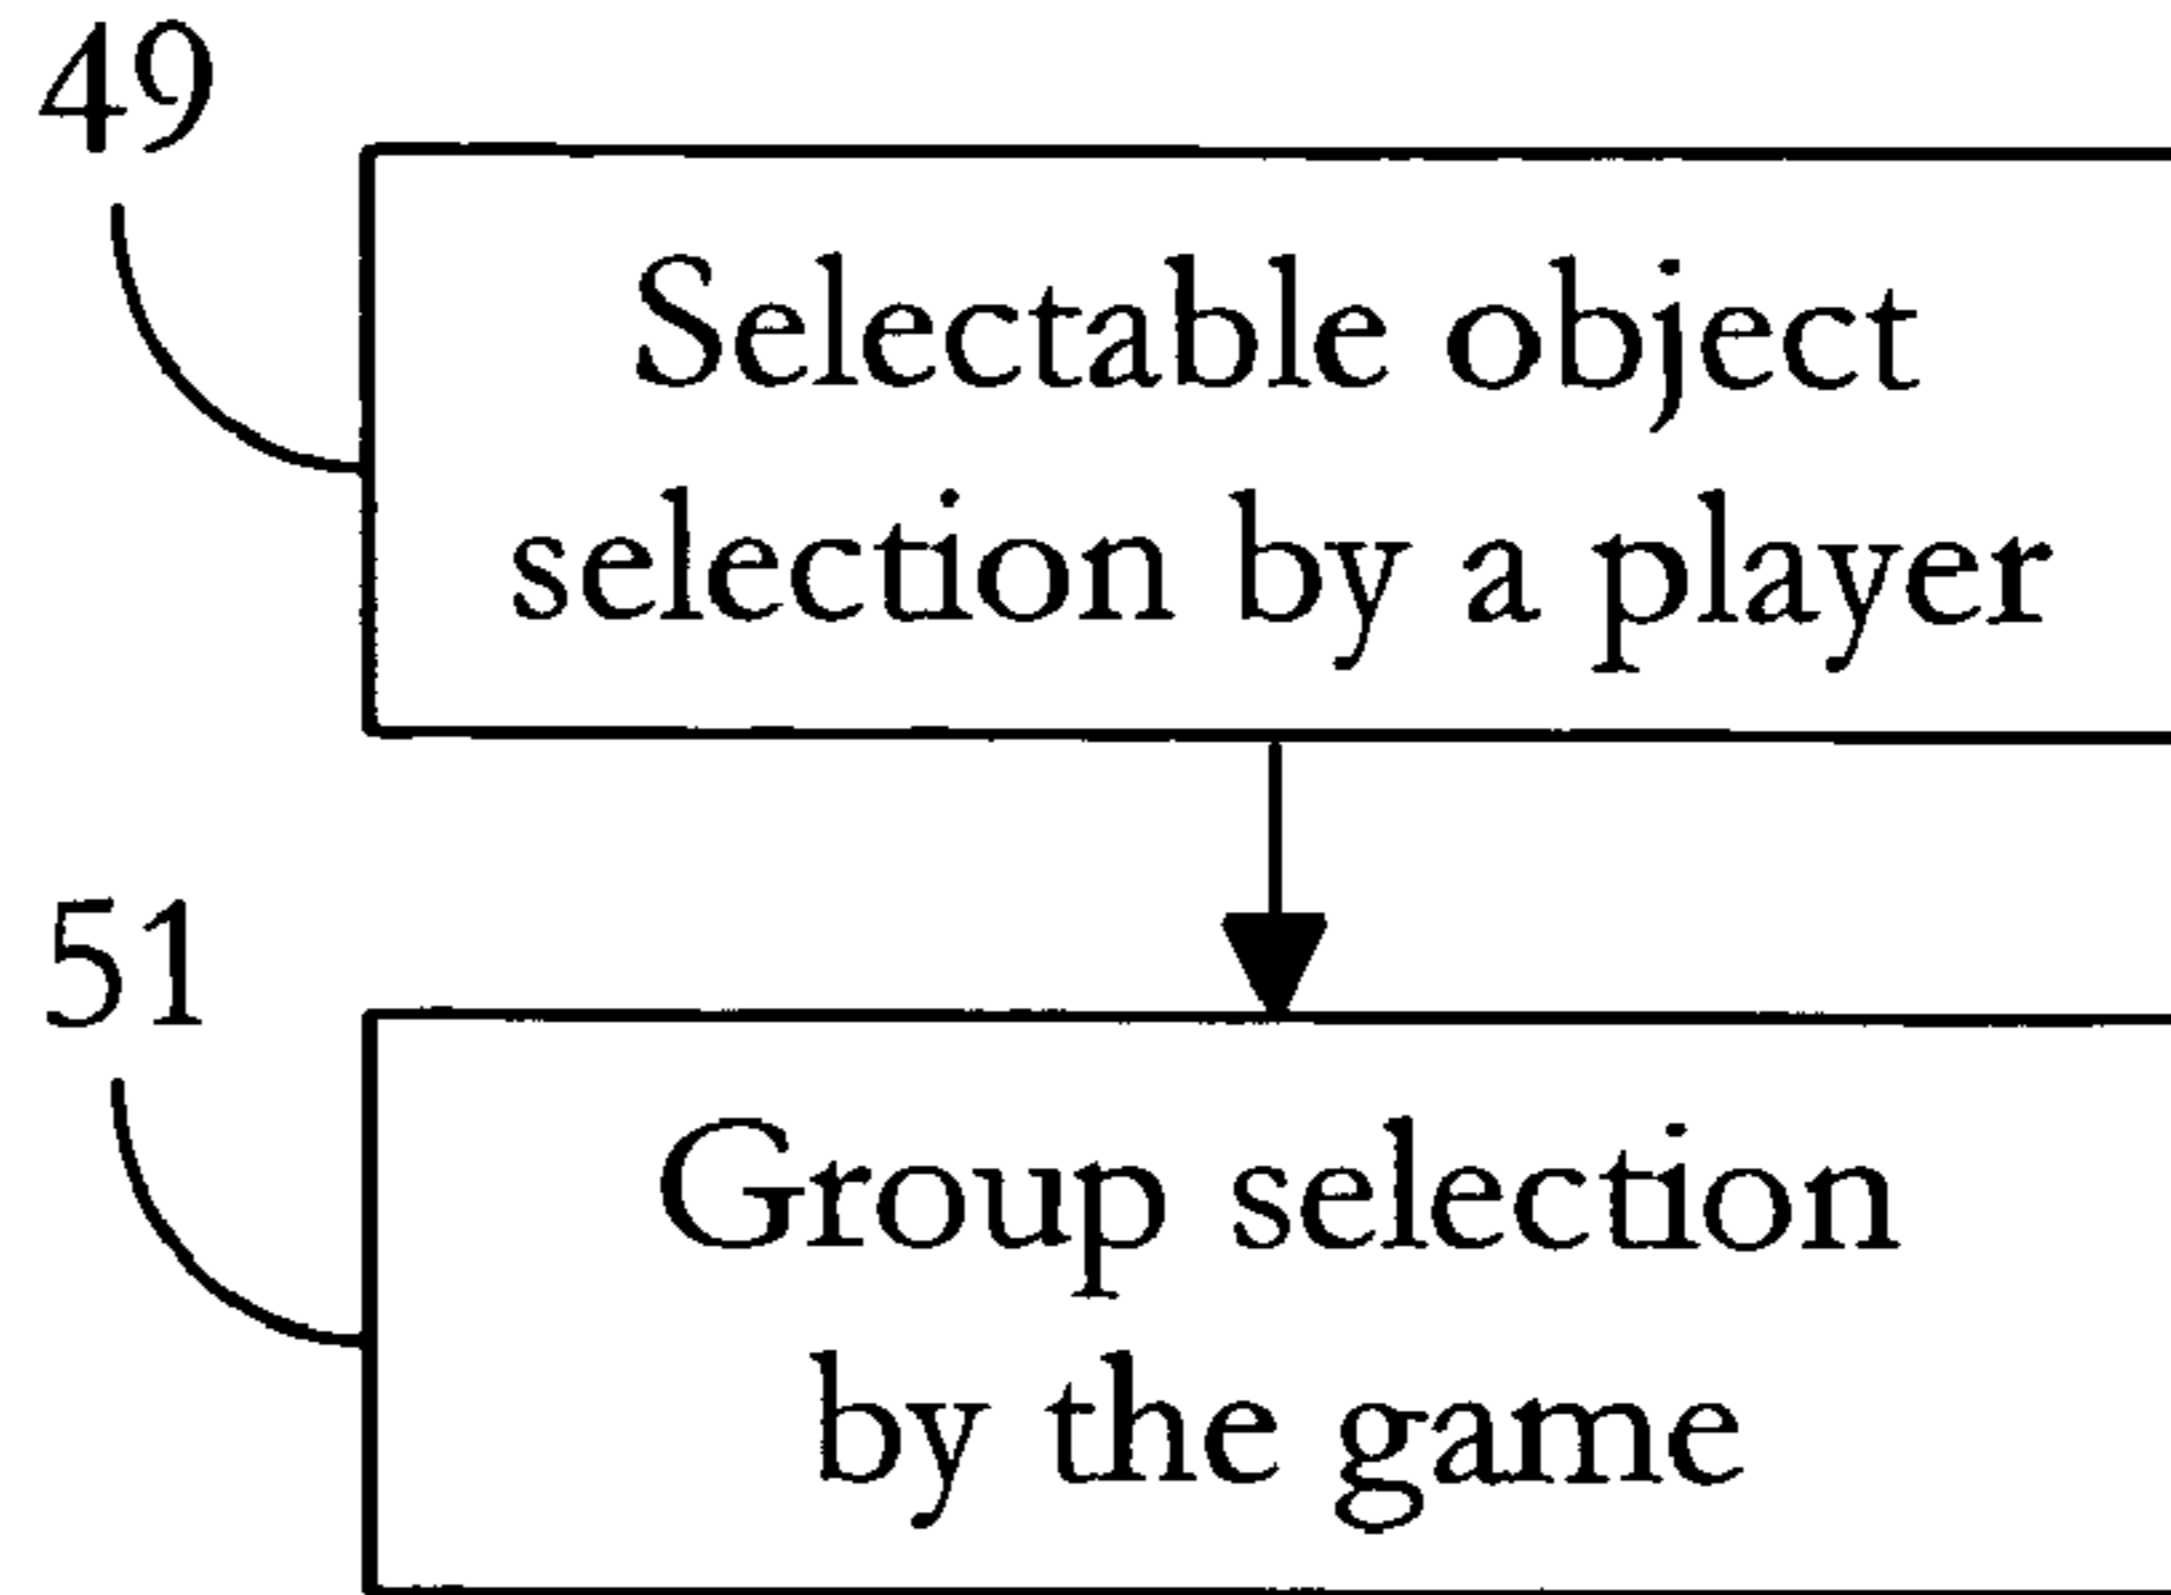 49
Selectable object
selection by a player
51
Group selection
by the game